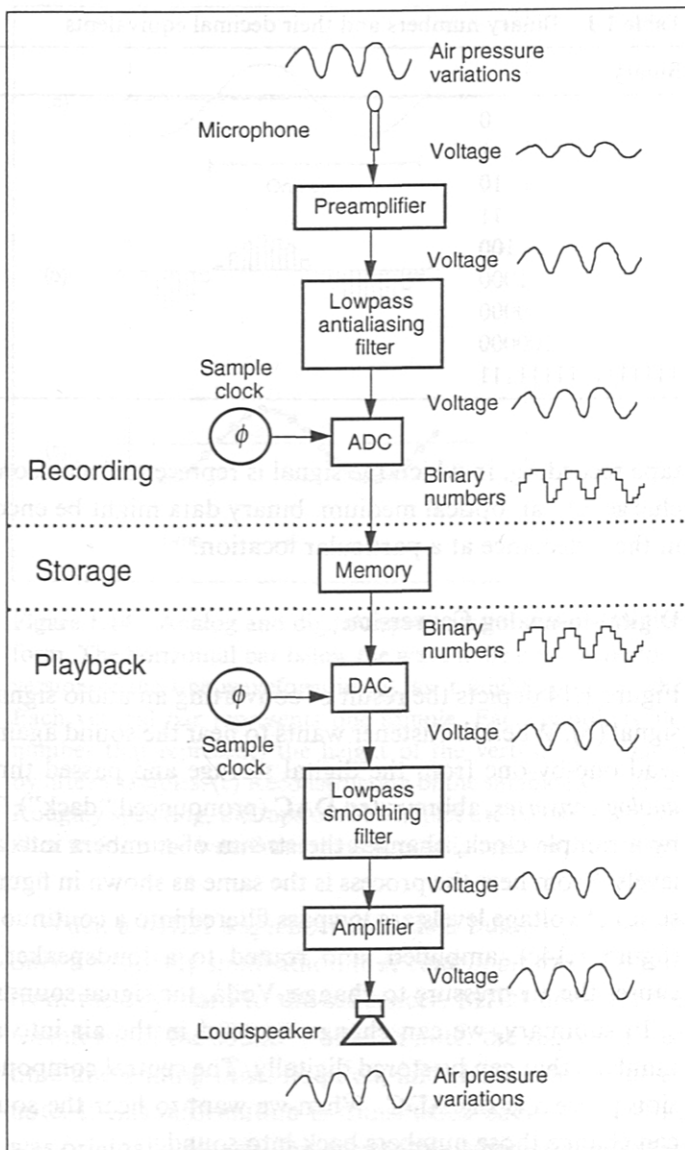 Air pressure
variations
Microphone
Voltage
Preamplifier
Voltage
Lowpass
antialiasing
filter
Sample
clock
Voltage
ϕ
ADC
Recording
Binary
numbers
Storage
Memory
Playback
Binary
numbers
ϕ
DAC
Voltage
Sample
clock
Lowpass
smoothing
filter
Voltage
Amplifier
Voltage
Loudspeaker
Air pressure
variations